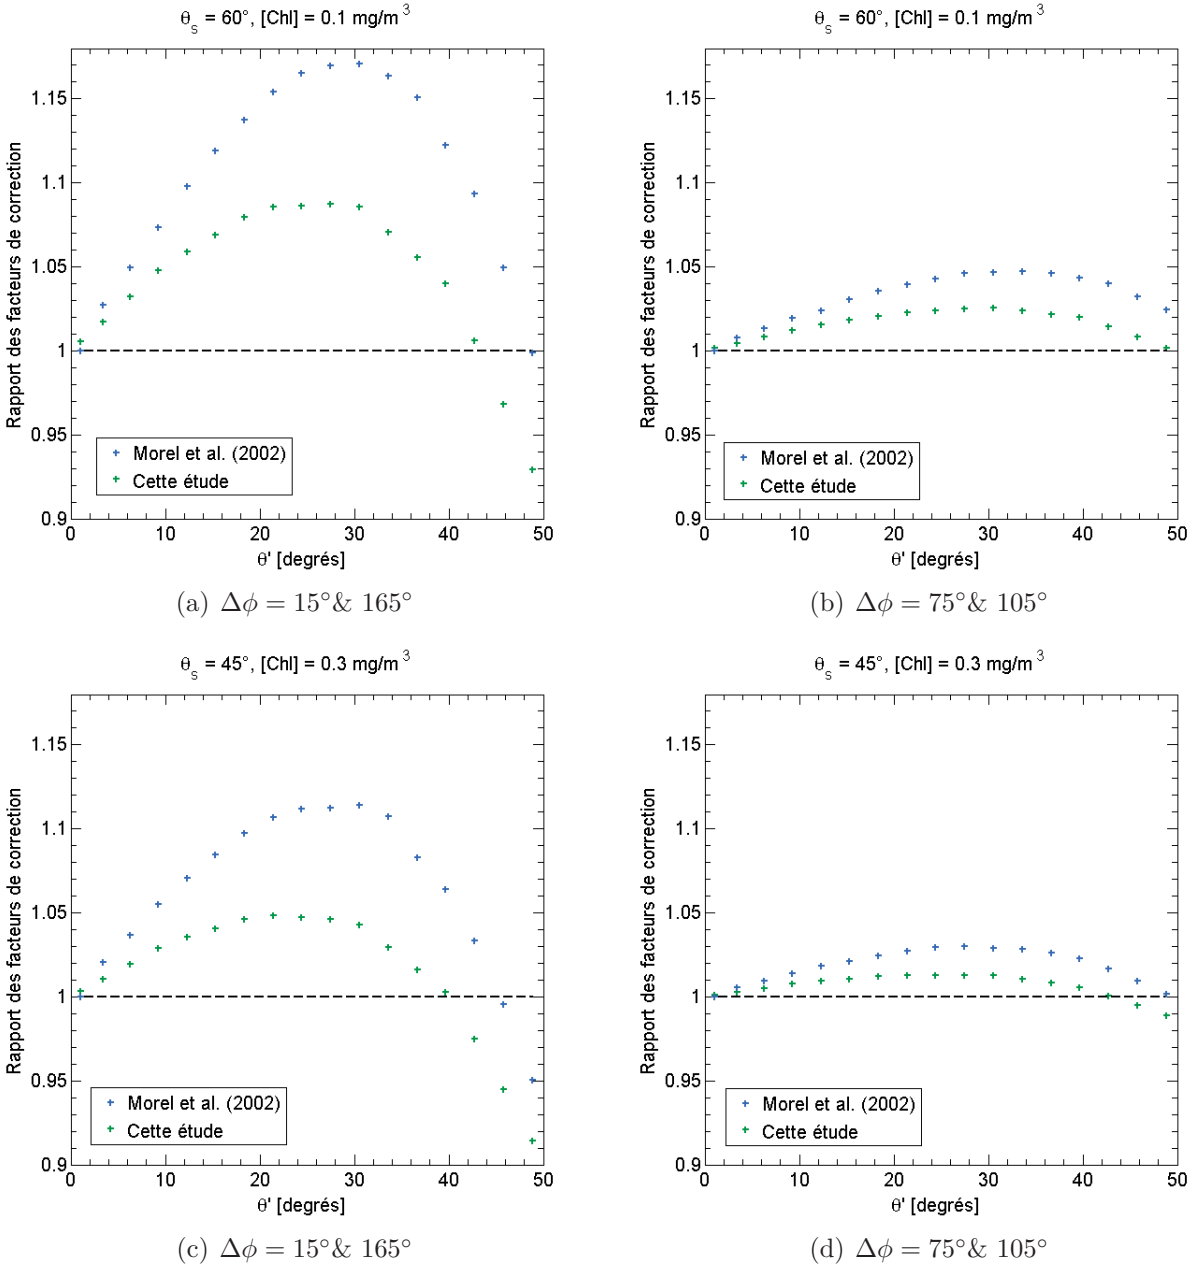 θs = 60°, [Chl] = 0.1 mg/m 3
Rapport des facteurs de correction
1.15
1.1
1.05
1
0.95
0.9
Morel et al. (2002)
Cette étude
0 10 20 30 40 50
θ' [degrés]
(a) Δϕ = 15°& 165°
θs = 60°, [Chl] = 0.1 mg/m 3
Rapport des facteurs de correction
1.15
1.1
1.05
1
0.95
0.9
Morel et al. (2002)
Cette étude
0 10 20 30 40 50
θ' [degrés]
(b) Δϕ = 75°& 105°
θs = 45°, [Chl] = 0.3 mg/m 3
Rapport des facteurs de correction
1.15
1.1
1.05
1
0.95
0.9
Morel et al. (2002)
Cette étude
0 10 20 30 40 50
θ' [degrés]
(c) Δϕ = 15°& 165°
θs = 45°, [Chl] = 0.3 mg/m 3
Rapport des facteurs de correction
1.15
1.1
1.05
1
0.95
0.9
Morel et al. (2002)
Cette étude
0 10 20 30 40 50
θ' [degrés]
(d) Δϕ = 75°& 105°